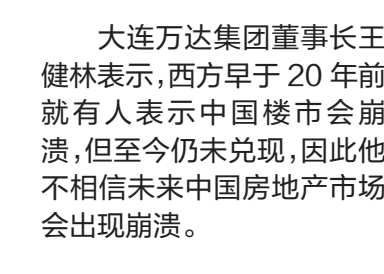 大连万达集团董事长王
健林表示,西方早于 20 年前
就有人表示中国楼市会崩
溃,但至今仍未兑现,因此他
不相信未来中国房地产市场
会出现崩溃。